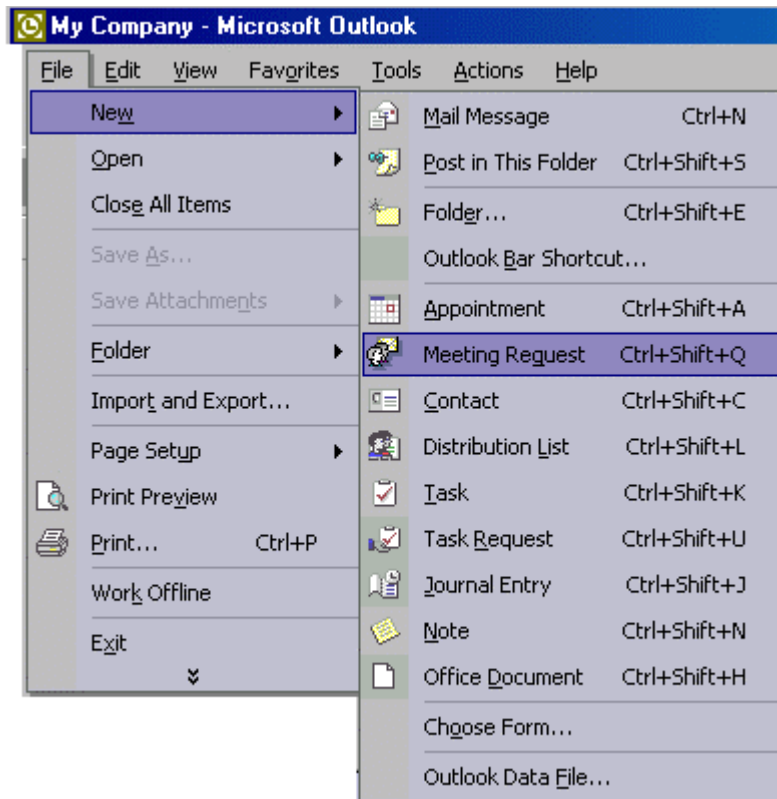 My Company - Microsoft Outlook
File Edit View Favorites Tools Actions Help
New
Open
Close All Items
Save As...
Save Attachments
Folder
Import and Export...
Page Setup
Print Preview
Print... Ctrl+P
Work Offline
Exit
Mail Message Ctrl+N
Post in This Folder Ctrl+Shift+S
Folder... Ctrl+Shift+E
Outlook Bar Shortcut...
Appointment Ctrl+Shift+A
Meeting Request Ctrl+Shift+Q
Contact Ctrl+Shift+C
Distribution List Ctrl+Shift+L
Task Ctrl+Shift+K
Task Request Ctrl+Shift+U
Journal Entry Ctrl+Shift+J
Note Ctrl+Shift+N
Office Document Ctrl+Shift+H
Choose Form...
Outlook Data File...